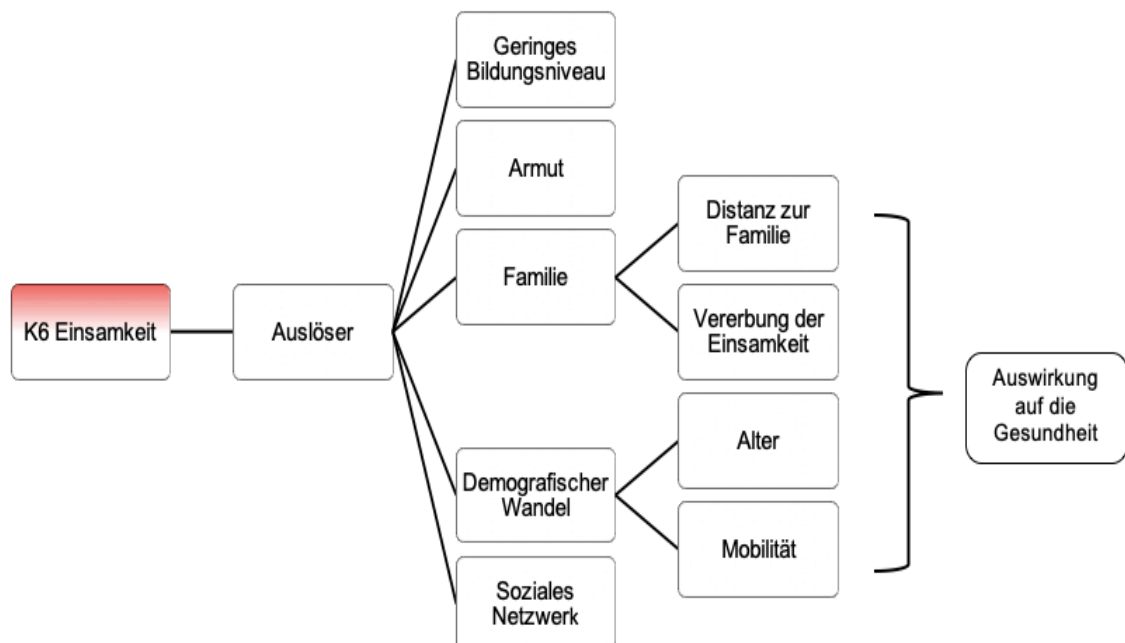 K6 Einsamkeit
Auslöser
Geringes
Bildungsniveau
Armut
Familie
Demografischer
Wandel
Soziales
Netzwerk
Distanz zur
Familie
Vererbung der
Einsamkeit
Alter
Mobilität
Auswirkung
auf die
Gesundheit